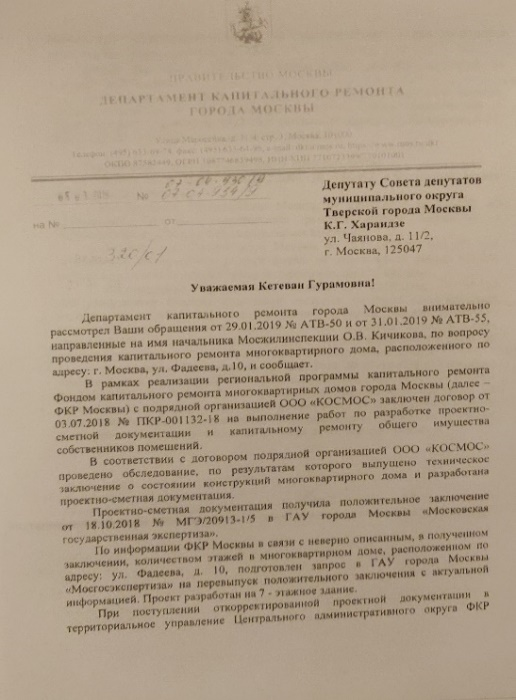 ПРАВИТЕЛЬСТВО МОСКВЫ
ДЕПАРТАМЕНТ КАПИТАЛЬНОГО РЕМОНТА
ГОРОДА МОСКВЫ
№
на № от
320/01
Депутату Совета депутатов
муниципального округа
Тверской города Москвы
К.Г. Харандзе
ул. Чаянова, д. 11/2,
г. Москва, 125047
Уважаемая Кетеван Гурамовна!
Департамент капитального ремонта города Москвы внимательно
рассмотрел Ваши обращения от 29.01.2019 № АТВ-50 и от 31.01.2019 № АТВ-55,
направленные на имя начальника Мосжилинспекции О.В. Кичикова, по вопросу
проведения капитального ремонта многоквартирного дома, расположенного по
адресу: г. Москва, ул. Фадеева, д.10, и сообщает.
В рамках реализации региональной программы капитального ремонта
Фондом капитального ремонта многоквартирных домов города Москвы (далее –
ФКР Москвы) с подрядной организацией ООО «КОСМОС» заключен договор от
03.07.2018 № ПКР-001132-18 на выполнение работ по разработке проектно-
сметной документации и капитальному ремонту общего имущества
собственников помещений.
В соответствии с договором подрядной организацией ООО «КОСМОС»
проведено обследование, по результатам которого выпущено техническое
заключение о состоянии конструкций многоквартирного дома и разработана
проектно-сметная документация.
Проектно-сметная документация получила положительное заключение
от 18.10.2018 № МГЭ/20913-1/5 в ГАУ города Москвы «Московская
государственная экспертиза».
По информации ФКР Москвы в связи с неверно описанным, в полученном
заключении, количеством этажей в многоквартирном доме, расположенном по
адресу: ул. Фадеева, д. 10, подготовлен запрос в ГАУ города Москвы
«Мосгосэкспертиза» на перевыпуск положительного заключения с актуальной
информацией. Проект разработан на 7 - этажное здание.
При поступлении откорректированной проектной документации в
территориальное управление Центрального административного округа ФКР